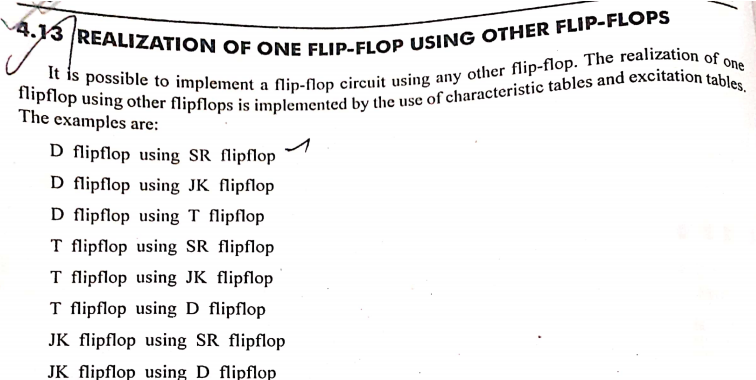 4.13 REALIZATION OF ONE FLIP-FLOP USING OTHER FLIP-FLOPS
It is possible to implement a flip-flop circuit using any other flip-flop. The realization of one
flipflop using other flipflops is implemented by the use of characteristic tables and excitation tables.
The examples are:
D flipflop using SR flipflop
D flipflop using JK flipflop
D flipflop using T flipflop
T flipflop using SR flipflop
T flipflop using JK flipflop
T flipflop using D flipflop
JK flipflop using SR flipflop
JK flipflop using D flipflop